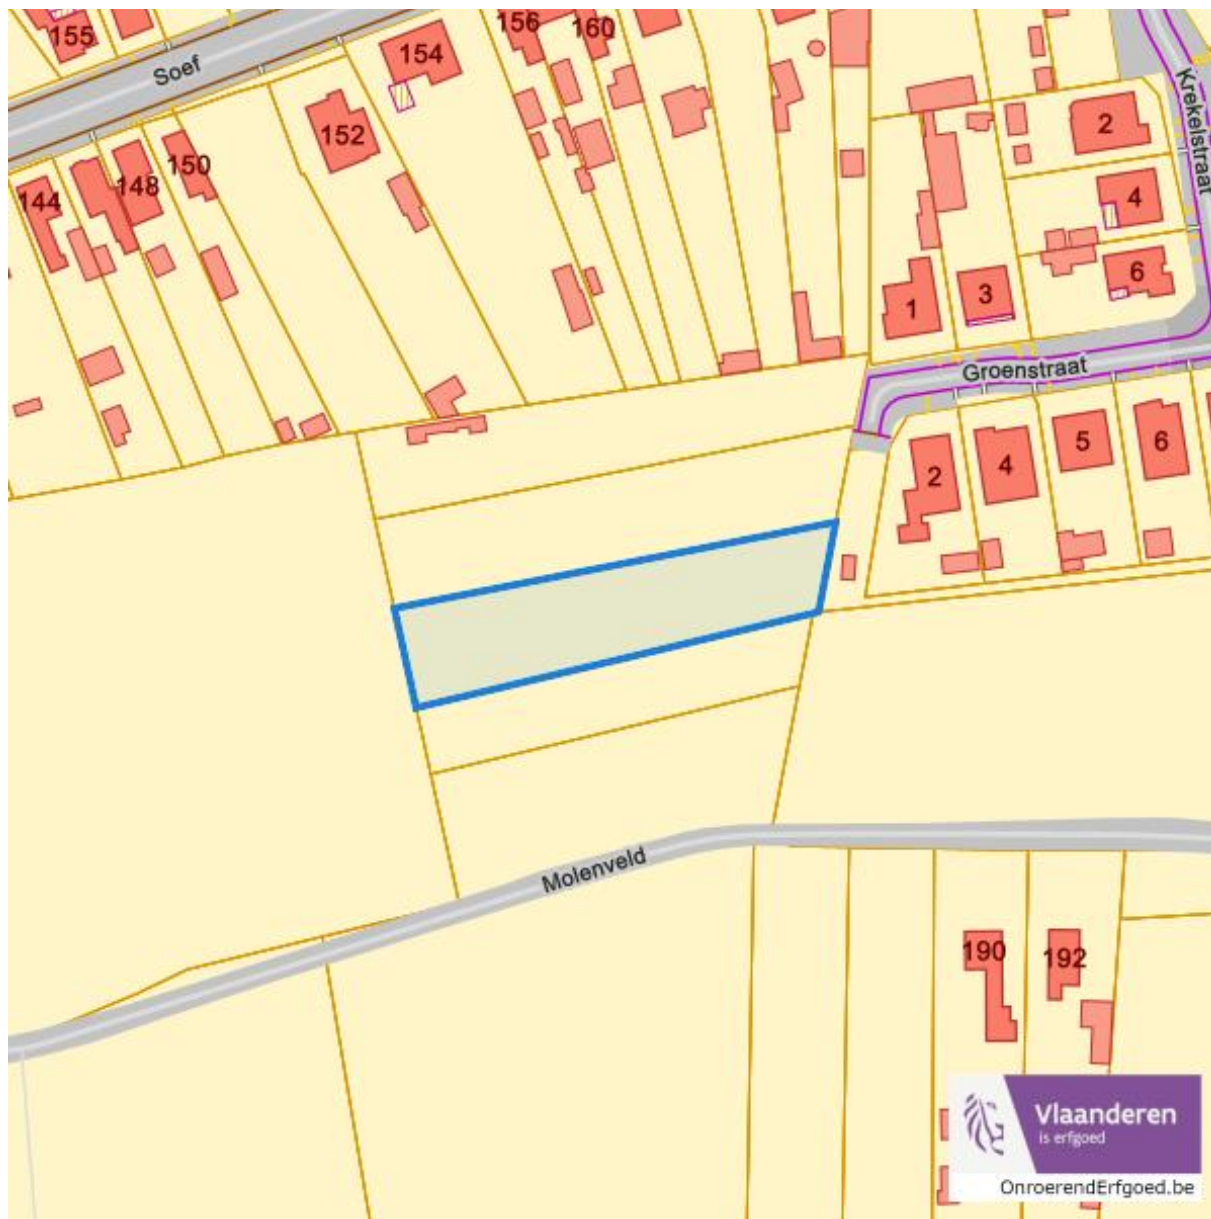 155
156
160
154
Soef
152
2
Krekelstraat
144
148
150
4
6
1
3
Groenstraat
2
4
5
6
Molenveld
190
192
Vlaanderen
is erfgoed
OnroerendErfgoed.be